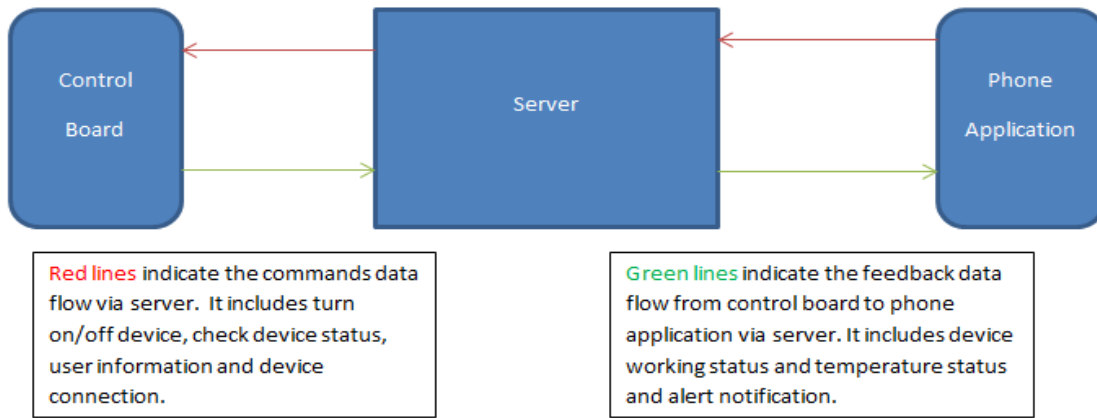 Control
Board
Server
Phone
Application
Red lines indicate the commands data
flow via server.  It includes turn
on/off device, check device status,
user information and device
connection.
Green lines indicate the feedback data
flow from control board to phone
application via server. It includes device
working status and temperature status
and alert notification.